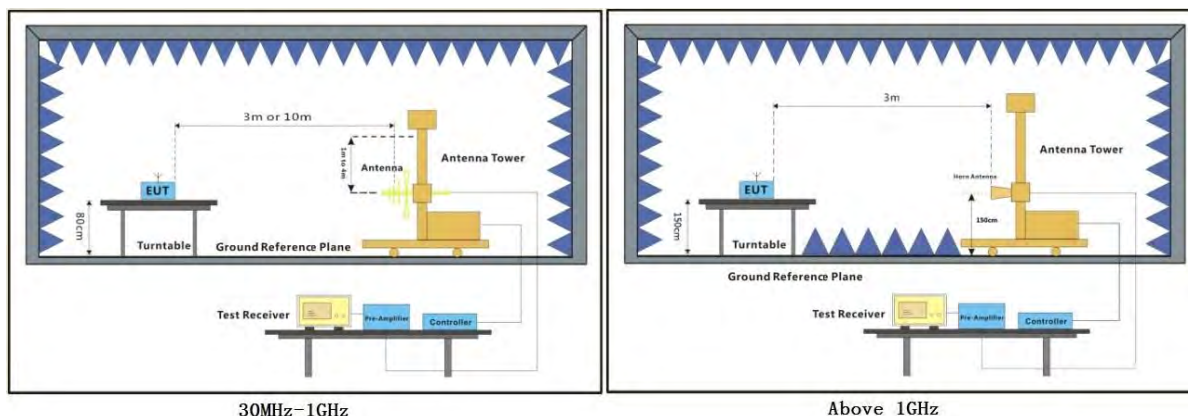 3m or 10m
1m to 4m
Antenna
Antenna Tower
EUT
80cm
Turntable
Ground Reference Plane
Test Receiver
Pre-Amplifier
Controller
30MHz-1GHz
3m
Antenna Tower
Horn Antenna
EUT
150cm
150cm
Turntable
Ground Reference Plane
Test Receiver
Pre-Amplifier
Controller
Above 1GHz